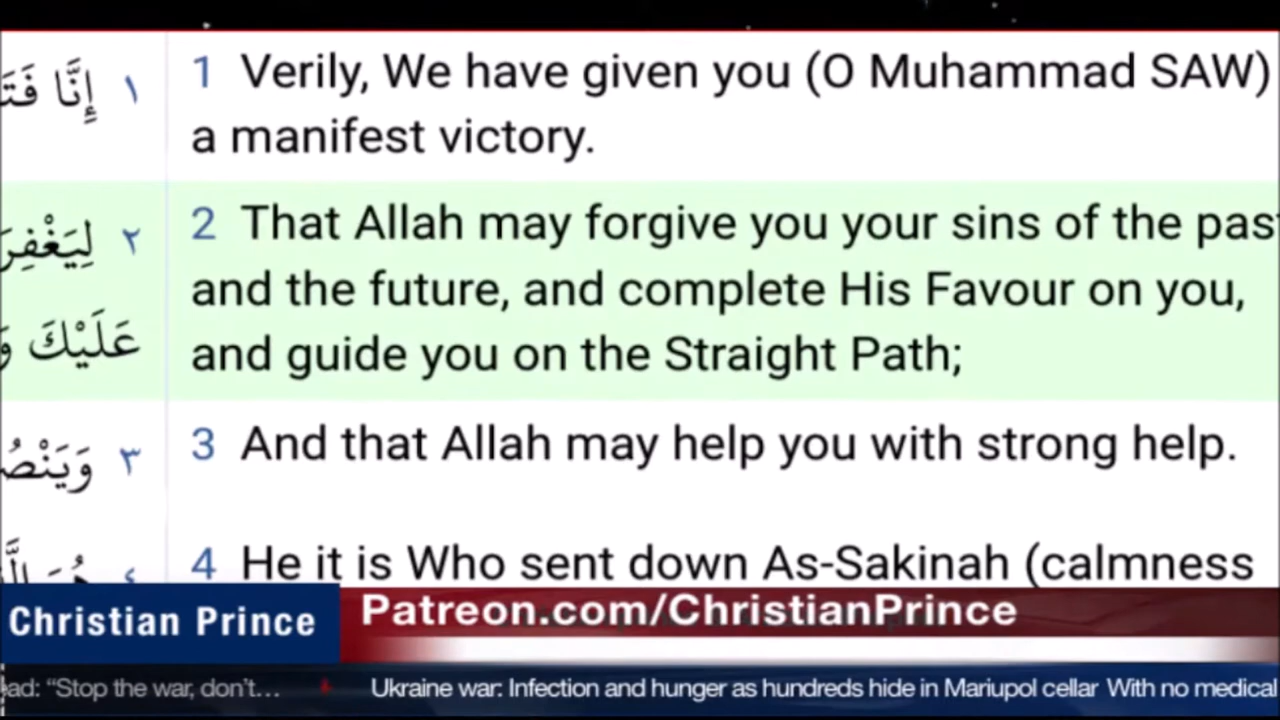 ١ إِنَّا
1 Verily, We have given you (O Muhammad SAW)
a manifest victory.
٢
2 That Allah may forgive you your sins of the
and the future, and complete His Favour on you,
عَلَيْكَ
and guide you on the Straight Path;
٣
3 And that Allah may help you with strong help.
4 He it is Who sent down As-Sakinah (calmness
Christian Prince
Patreon.com/ChristianPrince
“Stop the war, don't…
Ukraine war: Infection and hunger as hundreds hide in Mariupol cellar With no medical